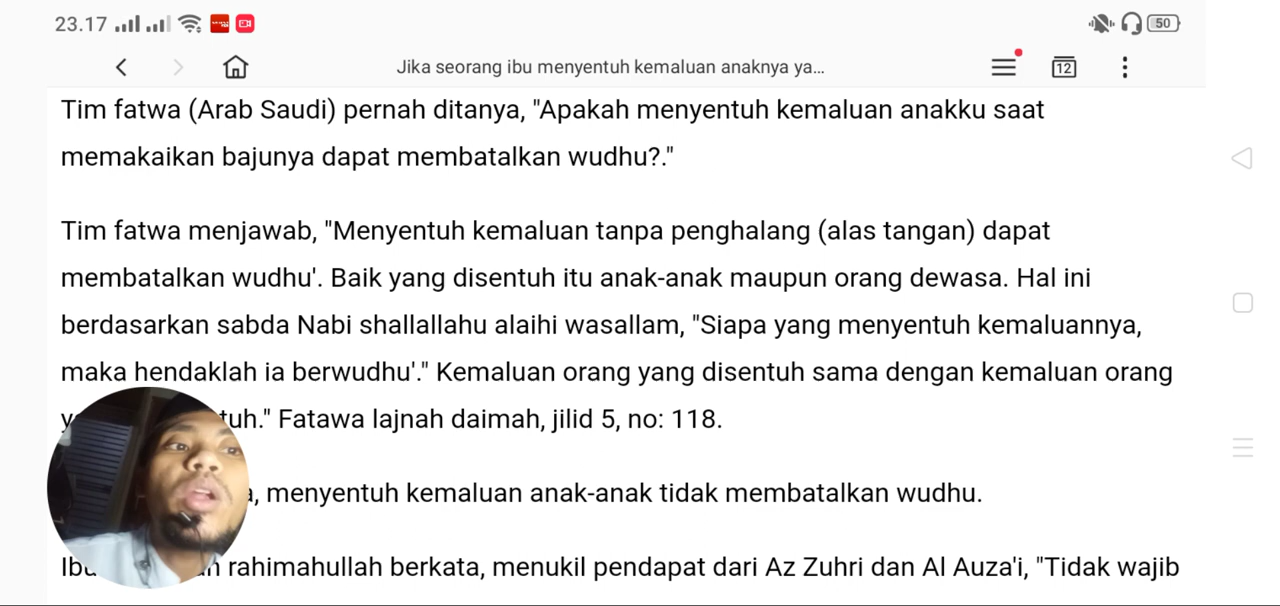 23.17
50
Jika seorang ibu menyentuh kemaluan anaknya ya...
12
Tim fatwa (Arab Saudi) pernah ditanya, "Apakah menyentuh kemaluan anakku saat
memakaikan bajunya dapat membatalkan wudhu?."
Tim fatwa menjawab, "Menyentuh kemaluan tanpa penghalang (alas tangan) dapat
membatalkan wudhu'. Baik yang disentuh itu anak-anak maupun orang dewasa. Hal ini
berdasarkan sabda Nabi shallallahu alaihi wasallam, "Siapa yang menyentuh kemaluannya,
maka hendaklah ia berwudhu'." Kemaluan orang yang disentuh sama dengan kemaluan orang
Fatawa lajnah daimah, jilid 5, no: 118.
menyentuh kemaluan anak-anak tidak membatalkan wudhu.
rahimahullah berkata, menukil pendapat dari Az Zuhri dan Al Auza'i, "Tidak wajib